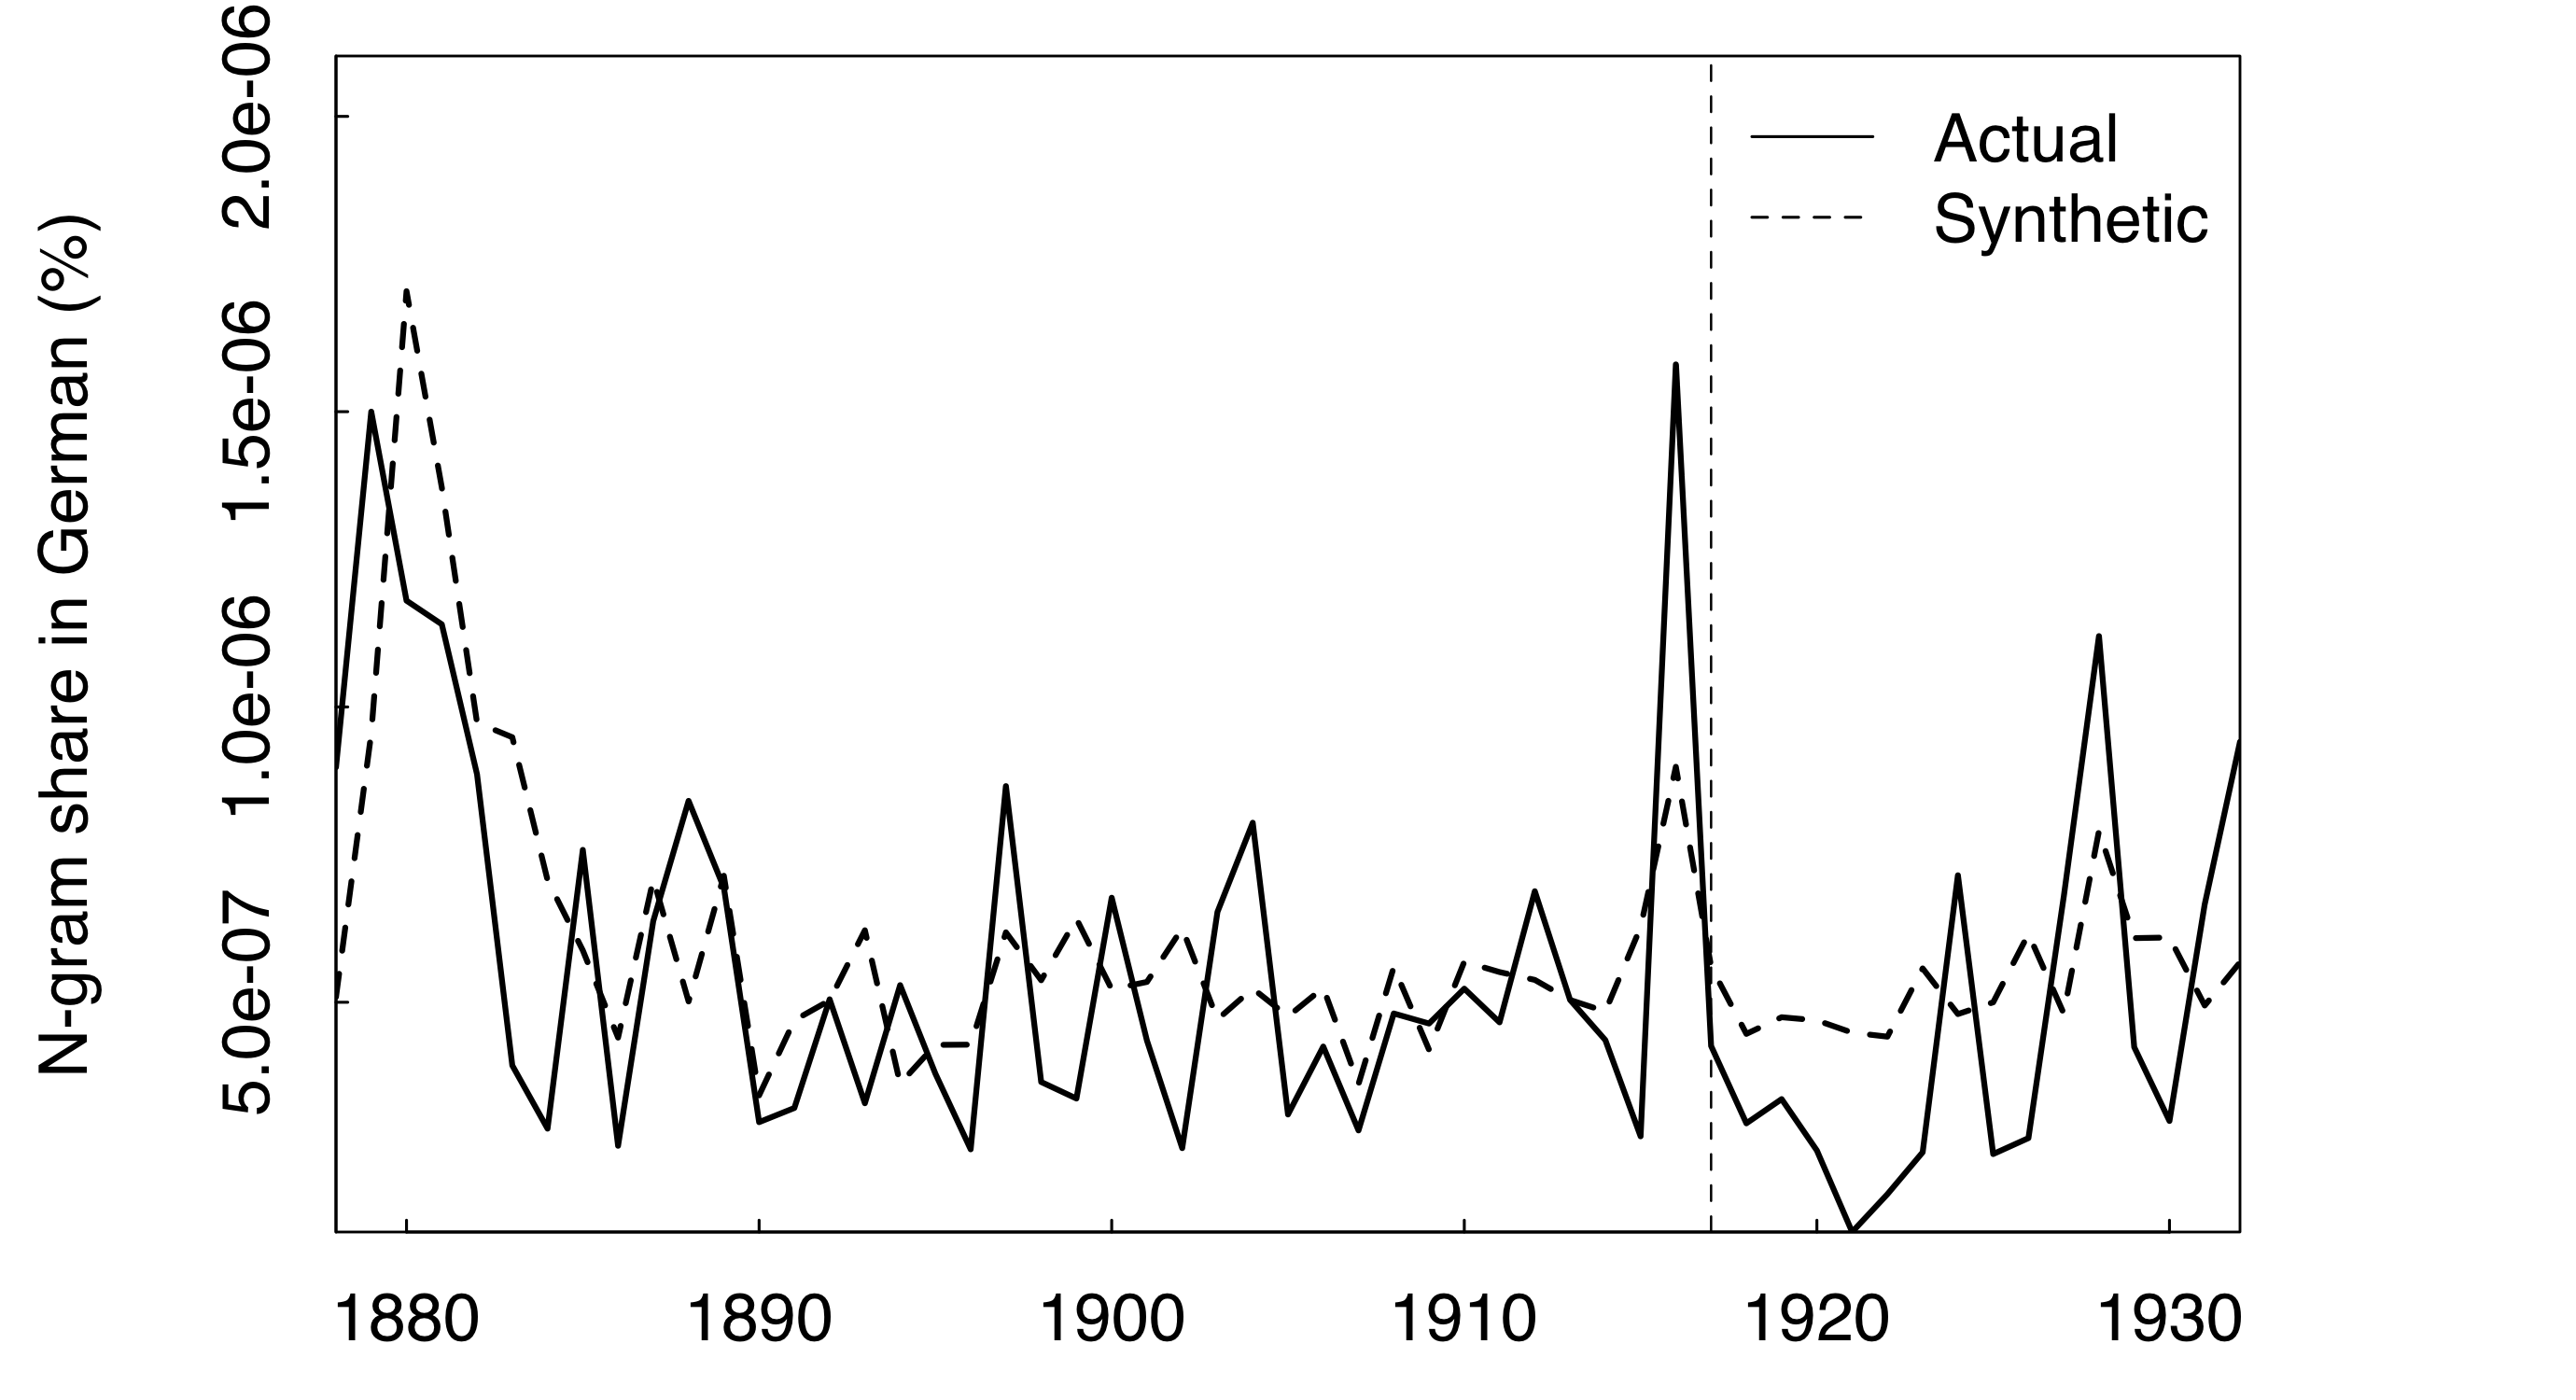 N-gram share in German (%)
2.0e-06
1.5e-06
1.0e-06
5.0e-07
Actual
Synthetic
1880 1890 1900 1910 1920 1930